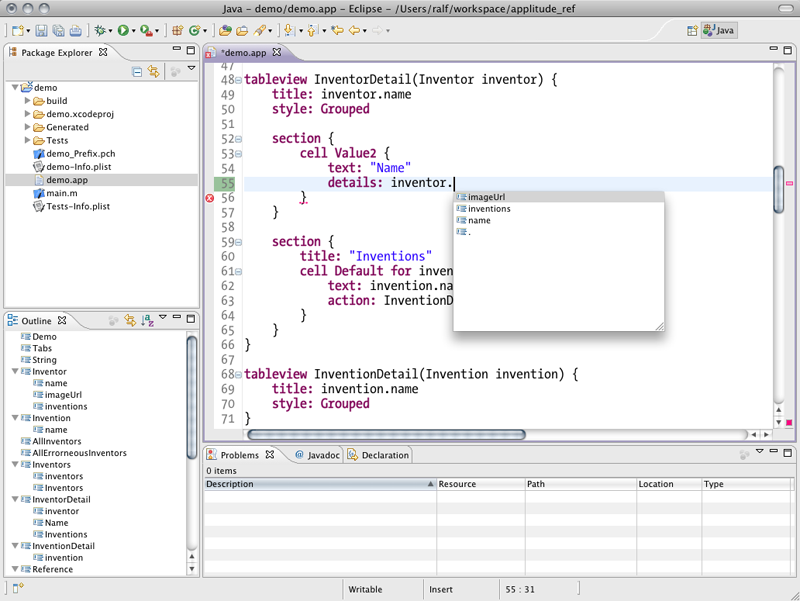 Java - demo/demo.app - Eclipse - /Users/ralf/workspace/applitude_ref
Java
Package Explorer
demo
build
demo.xcodeproj
Generated
Tests
demo_Prefix.pch
demo-Info.plist
demo.app
main.m
Tests-Info.plist
*demo.app
47
48 tableview InventorDetail(Inventor inventor) {
49 title: inventor.name
50 style: Grouped
51
52 section {
53 cell Value2 {
54 text: "Name"
55 details: inventor.
56 }
57 }
58
59 section {
60 title: "Inventions"
61 cell Default for inven
62 text: invention.na
63 action: InventionD
64 }
65 }
66 }
67
68 tableview InventionDetail(Invention invention) {
69 title: invention.name
70 style: Grouped
71 }
imageUrl
inventions
name
.
Outline
Demo
Tabs
String
Inventor
name
imageUrl
inventions
Invention
name
AllInventors
AllErrorneousInventors
Inventors
inventors
Inventors
InventorDetail
inventor
Name
Inventions
InventionDetail
invention
Reference
Problems
Javadoc
Declaration
0 items
Description Resource Path Location Type
Writable Insert 55 : 31